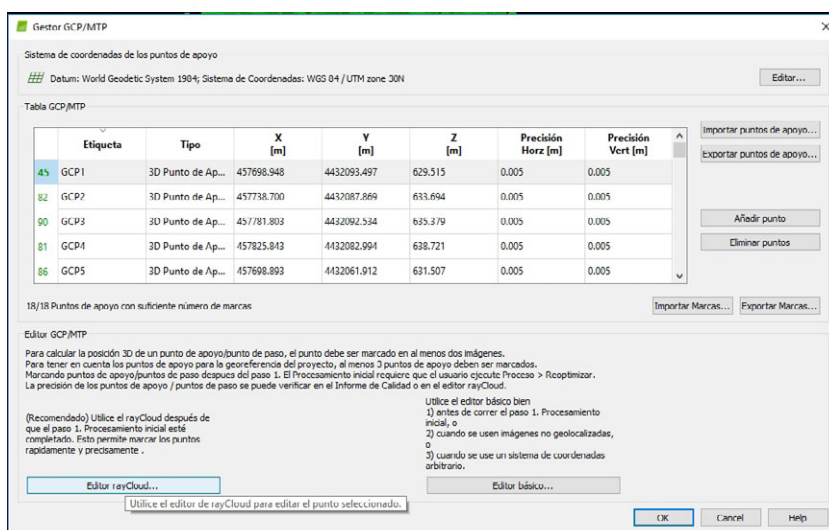 Gestor GCP/MTP
Sistema de coordenadas de los puntos de apoyo
Datum: World Geodetic System 1984; Sistema de Coordenadas: WGS 84 / UTM zone 30N
Editar...
Tabla GCP/MTP
Etiqueta Tipo X [m] Y [m] Z [m] Precisión Horz [m] Precisión Vert [m]
45 GCP1 3D Punto de Ap... 457698.948 4432093.497 629.515 0.005 0.005
82 GCP2 3D Punto de Ap... 457738.700 4432087.869 633.694 0.005 0.005
90 GCP3 3D Punto de Ap... 457781.803 4432092.534 635.379 0.005 0.005
81 GCP4 3D Punto de Ap... 457825.843 4432082.994 638.721 0.005 0.005
86 GCP5 3D Punto de Ap... 457698.893 4432061.912 631.507 0.005 0.005
Importar puntos de apoyo...
Exportar puntos de apoyo...
Añadir punto
Eliminar puntos
18/18 Puntos de apoyo con suficiente número de marcas
Importar Marcas... Exportar Marcas...
Editor GCP/MTP
Para calcular la posición 3D de un punto de apoyo/punto de paso, el punto debe ser marcado en al menos dos imágenes.
Para tener en cuenta los puntos de apoyo para la georeferencia del proyecto, al menos 3 puntos de apoyo deben ser marcados.
Marcando puntos de apoyo/puntos de paso despues del paso 1. El Procesamiento inicial requiere que el usuario ejecute Proceso > Reoptimizar.
La precisión de los puntos de apoyo / puntos de paso se puede verificar en el Informe de Calidad o en el editor rayCloud.
(Recomendado) Utilice el rayCloud después de
que el paso 1. Procesamiento inicial esté
completado. Esto permite marcar los puntos
rapidamente y precisamente .
Utilice el editor básico bien
1) antes de correr el paso 1. Procesamiento
inicial, o
2) cuando se usen imágenes no geolocalizadas,
o
3) cuando se use un sistema de coordenadas
arbitrario.
Editor rayCloud...
Editor básico...
Utilice el editor de rayCloud para editar el punto seleccionado.
OK Cancel Help